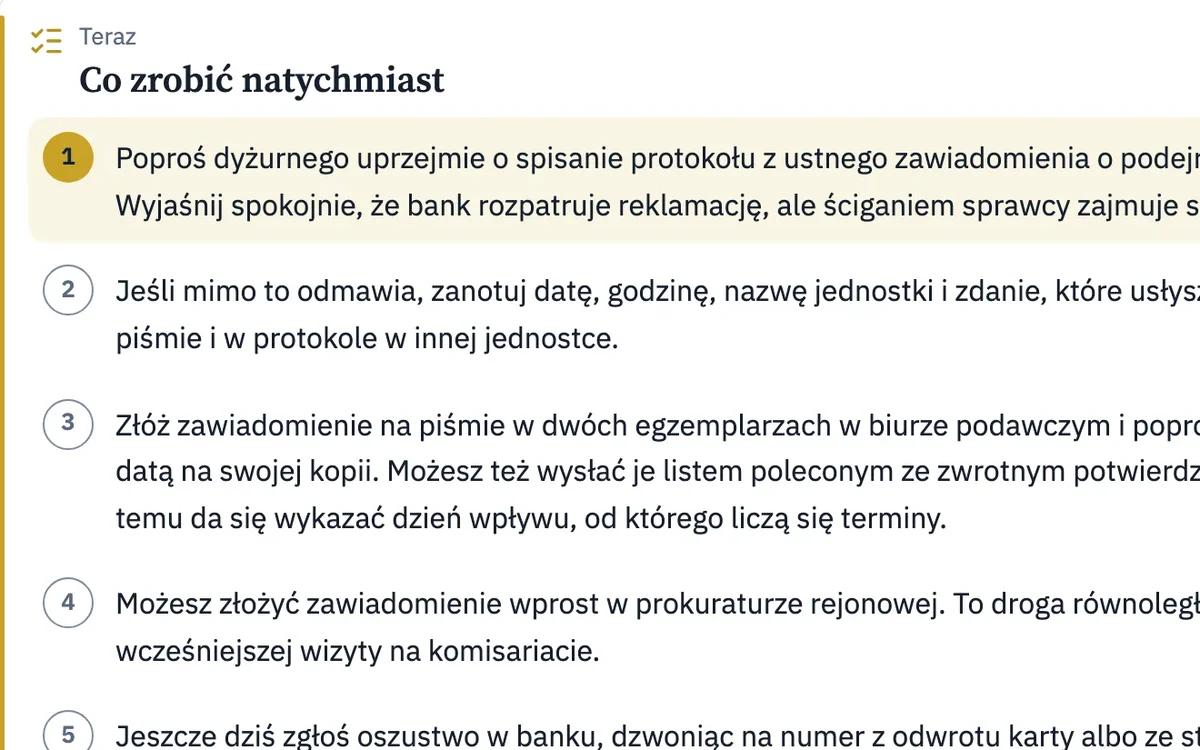 Teraz
Co zrobić natychmiast
1
Poproś dyżurnego uprzejmie o spisanie protokołu z ustnego zawiadomienia o
Wyjaśnij spokojnie, że bank rozpatruje reklamację, ale ściganiem sprawcy zajmuje
2
Jeśli mimo to odmawia, zanotuj datę, godzinę, nazwę jednostki i zdanie, które
piśmie i w protokole w innej jednostce.
3
Złóż zawiadomienie na piśmie w dwóch egzemplarzach w biurze podawczym i
datą na swojej kopii. Możesz też wysłać je listem poleconym ze zwrotnym
temu da się wykazać dzień wpływu, od którego liczą się terminy.
4
Możesz złożyć zawiadomienie wprost w prokuraturze rejonowej. To droga
wcześniejszej wizyty na komisariacie.
5
Jeszcze dziś zgłoś oszustwo w banku, dzwoniąc na numer z odwrotu karty albo ze